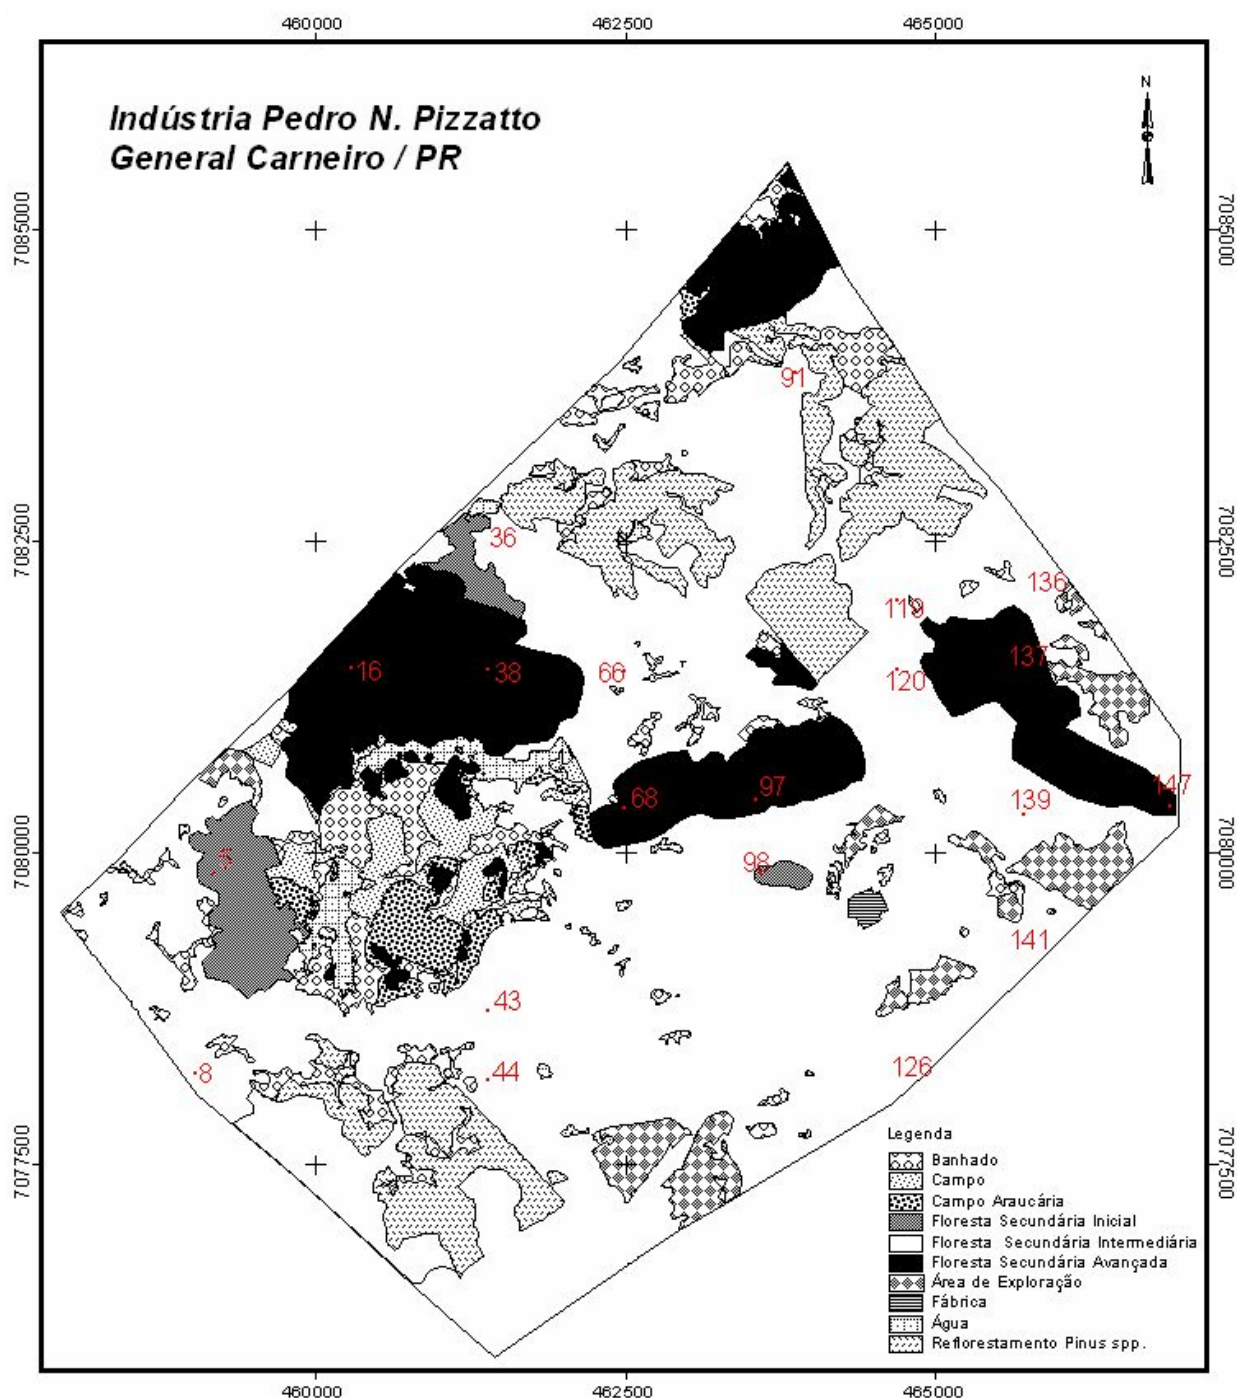 460000 462500 465000
Indústria Pedro N. Pizzatto
General Carneiro / PR
N
7085000 7085000
91
7082500 7082500
36
136
119
16 38 66 120 137
68 97 139 147
5 98
7080000 7080000
141
43
8 44 126
7077500 7077500
Legenda
Banhado
Campo
Campo Araucária
Floresta Secundária Inicial
Floresta Secundária Intermediária
Floresta Secundária Avançada
Área de Exploração
Fábrica
Água
Reflorestamento Pinus spp.
460000 462500 465000